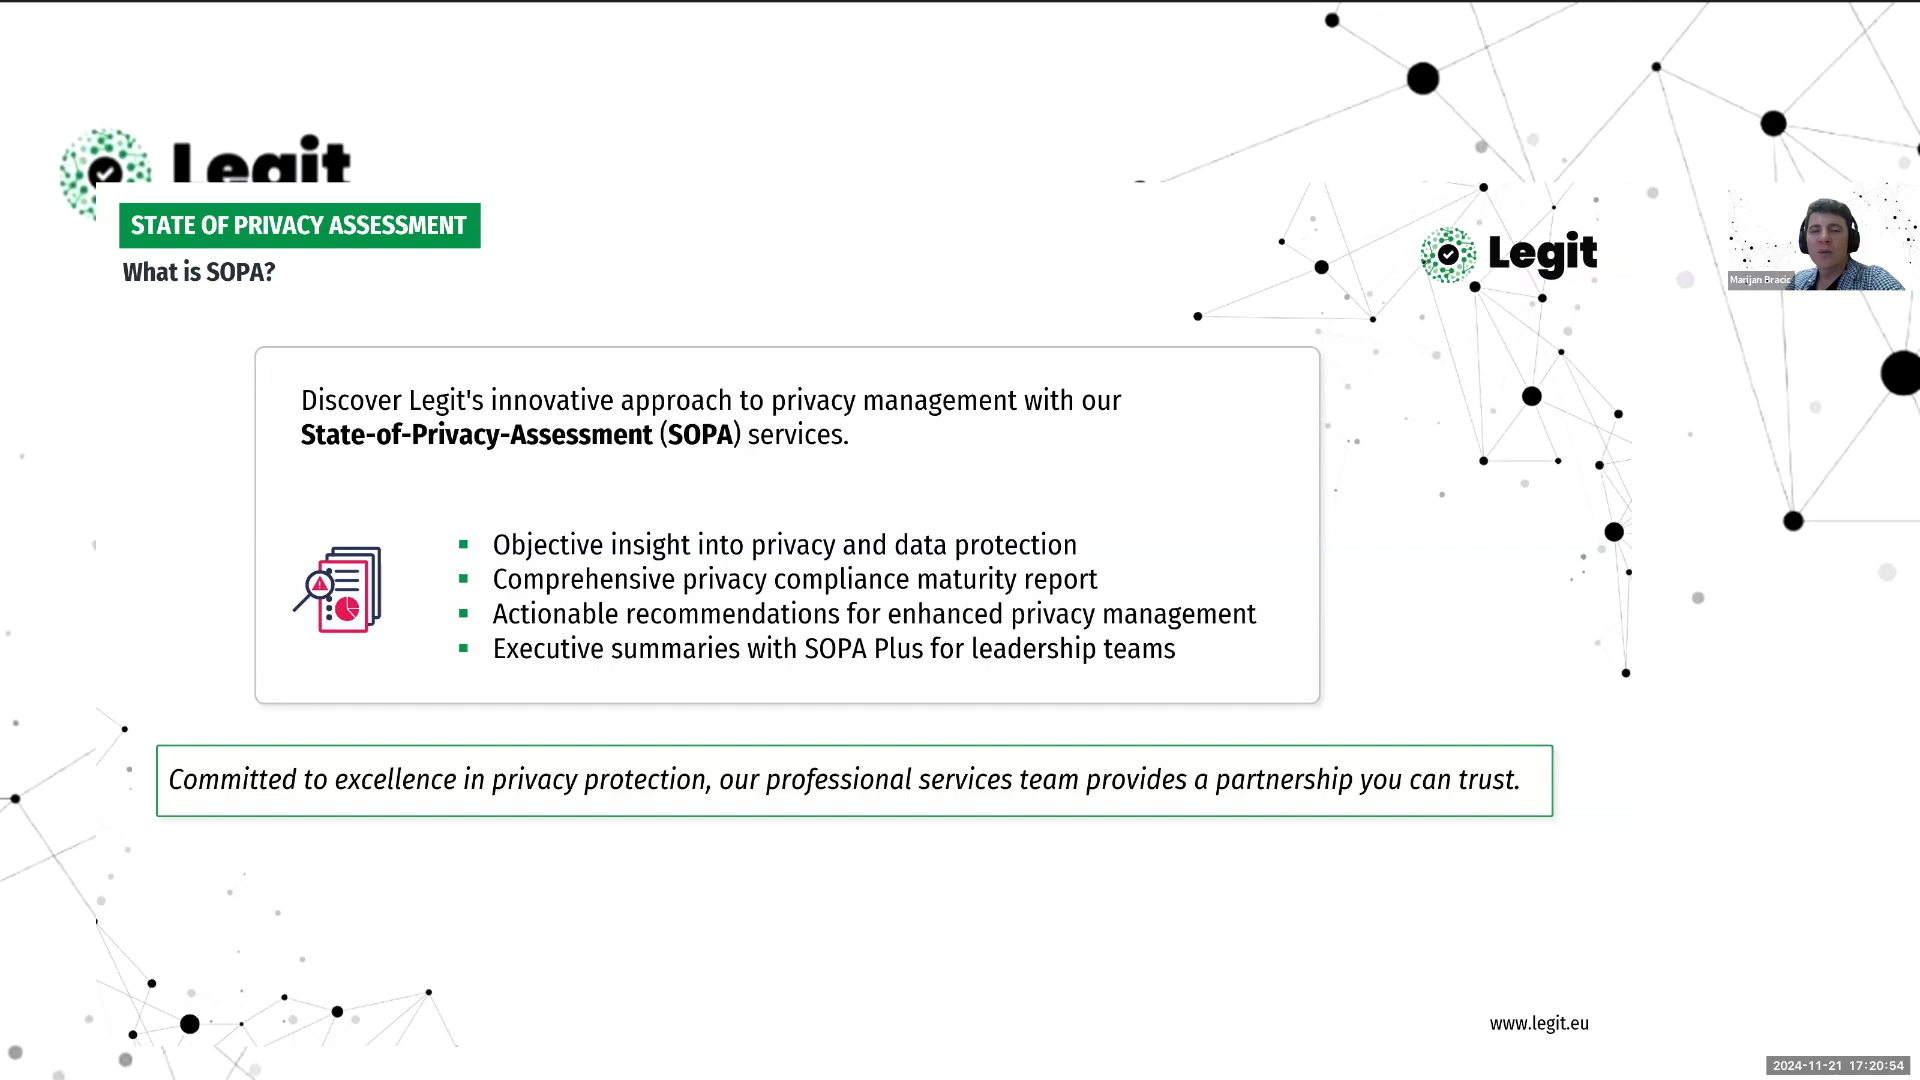 Legit
STATE OF PRIVACY ASSESSMENT
What is SOPA?
Legit
Marijan Bracic
Discover Legit's innovative approach to privacy management with our
State-of-Privacy-Assessment (SOPA) services.
▪ Objective insight into privacy and data protection
▪ Comprehensive privacy compliance maturity report
▪ Actionable recommendations for enhanced privacy management
▪ Executive summaries with SOPA Plus for leadership teams
Committed to excellence in privacy protection, our professional services team provides a partnership you can trust.
www.legit.eu
2024-11-21 17:20:54